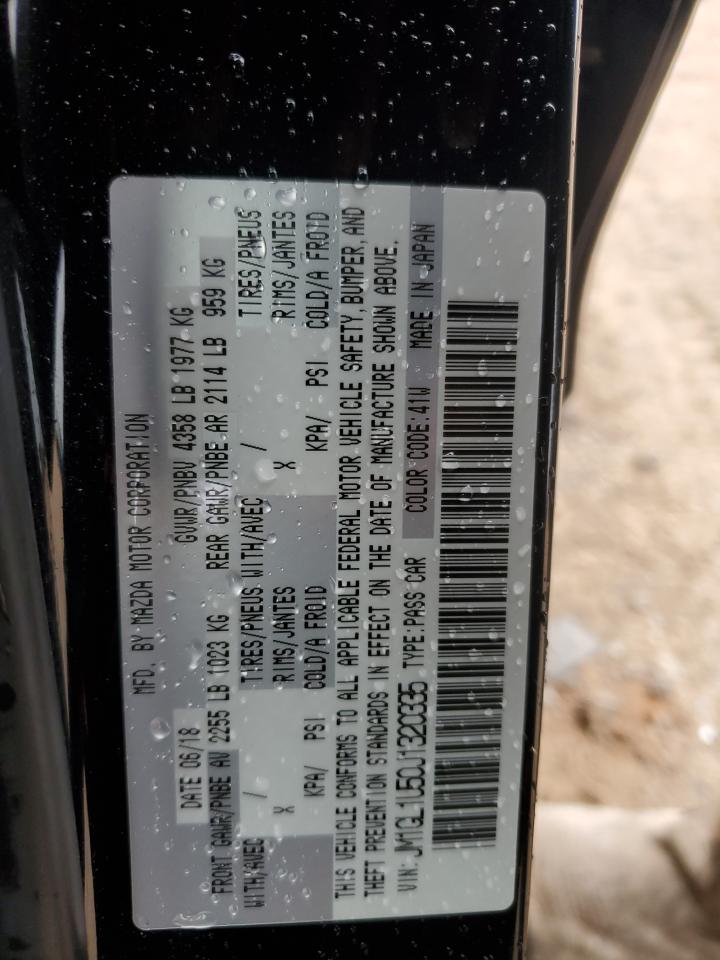 MFD. BY MAZDA MOTOR CORPORATION
DATE 06/18 GVWR/PNBV 4358 LB 1977 KG
FRONT GAWR/PNBE AV 2255 LB 1023 KG REAR GAWR/PNBE.AR 2114 LB 959 KG
WITH/AVEC / TIRES/PNEUS WITH/AVEC / TIRES/PNEUS
X RIMS/JANTES X RIMS/JANTES
KPA/ PSI COLD/A FROID KPA/ PSI COLD/A FROID
THIS VEHICLE CONFORMS TO ALL APPLICABLE FEDERAL MOTOR VEHICLE SAFETY, BUMPER, AND
THEFT PREVENTION STANDARDS IN EFFECT ON THE DATE OF MANUFACTURE SHOWN ABOVE.
VIN: JM1GL1U50J1320335 TYPE:PASS CAR COLOR CODE:41W MADE IN JAPAN